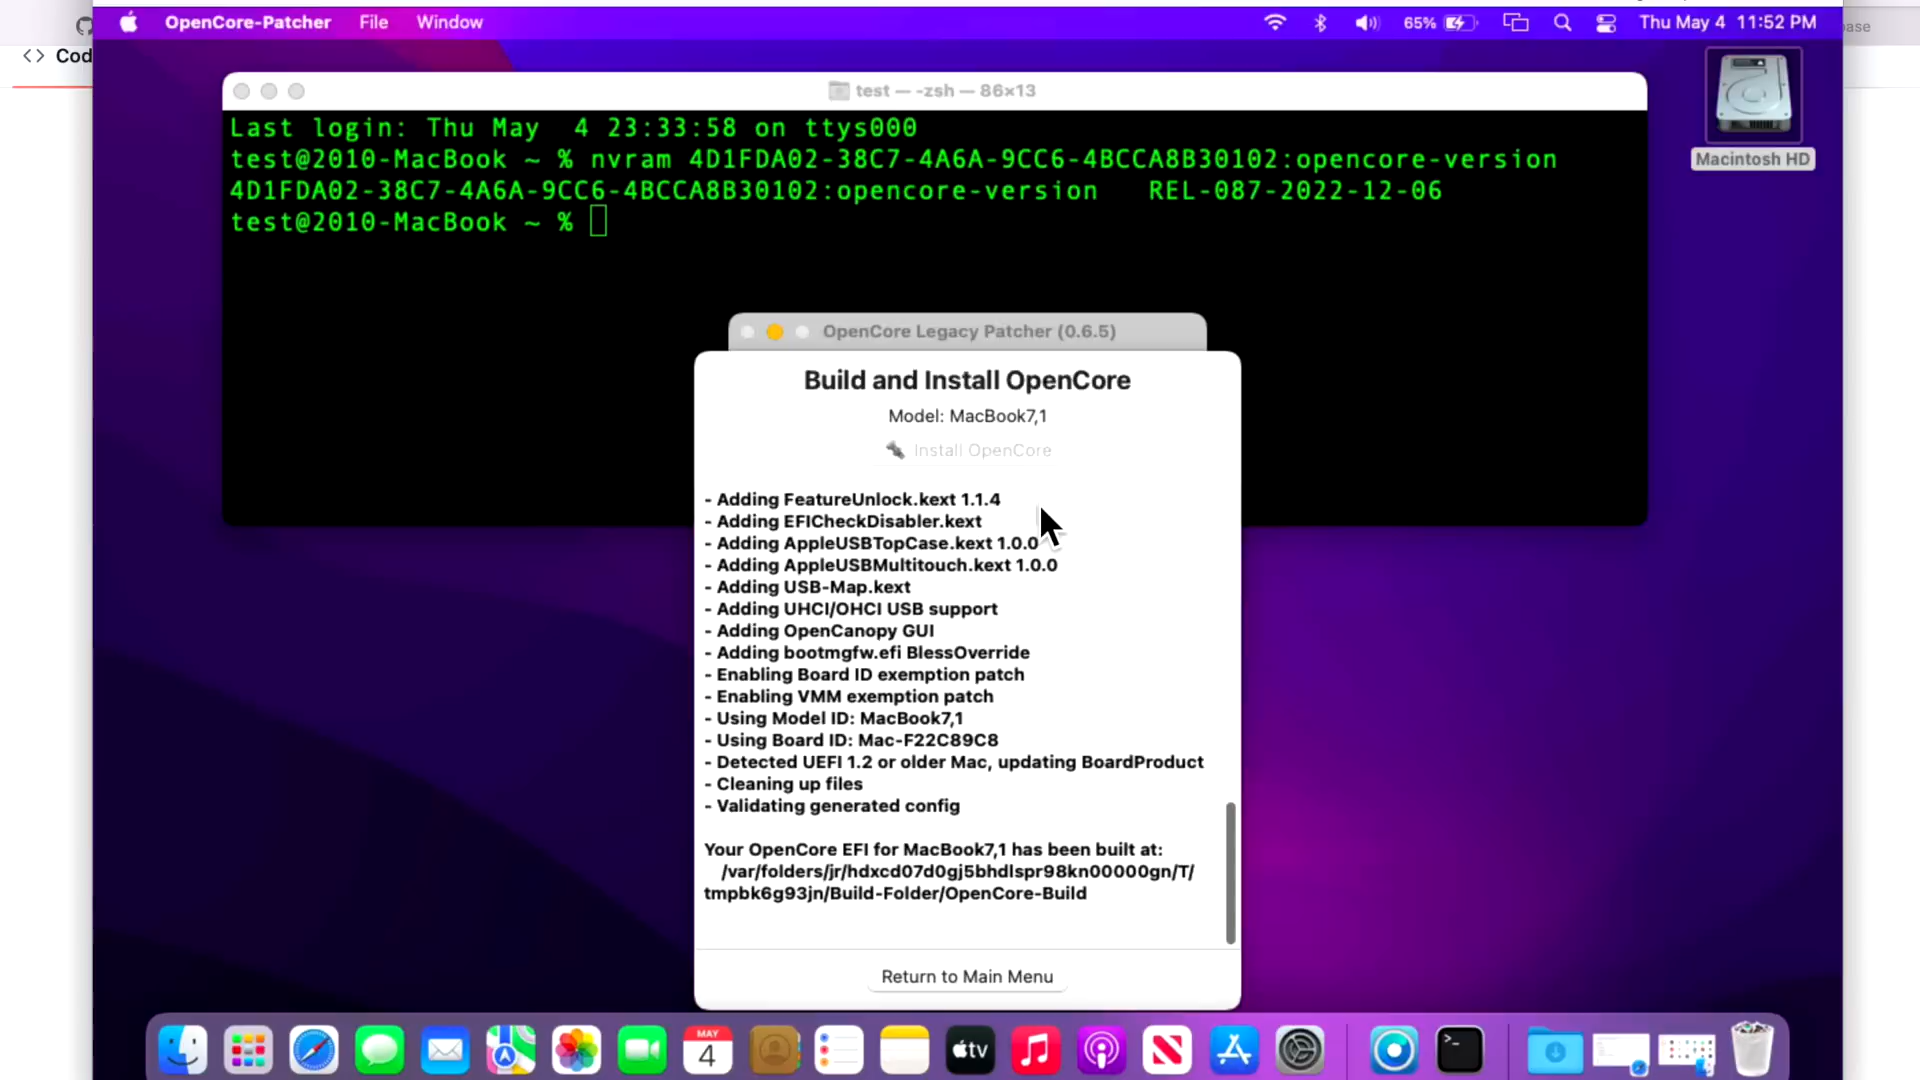 OpenCore-Patcher File Window 65% Thu May 4 11:52 PM
ase
Cod
test — -zsh — 86×13
Last login: Thu May  4 23:33:58 on ttys000
test@2010-MacBook ~ % nvram 4D1FDA02-38C7-4A6A-9CC6-4BCCA8B30102:opencore-version
4D1FDA02-38C7-4A6A-9CC6-4BCCA8B30102:opencore-version   REL-087-2022-12-06
test@2010-MacBook ~ %
Macintosh HD
OpenCore Legacy Patcher (0.6.5)
Build and Install OpenCore
Model: MacBook7,1
Install OpenCore
- Adding FeatureUnlock.kext 1.1.4
- Adding EFICheckDisabler.kext
- Adding AppleUSBTopCase.kext 1.0.0
- Adding AppleUSBMultitouch.kext 1.0.0
- Adding USB-Map.kext
- Adding UHCI/OHCI USB support
- Adding OpenCanopy GUI
- Adding bootmgfw.efi BlessOverride
- Enabling Board ID exemption patch
- Enabling VMM exemption patch
- Using Model ID: MacBook7,1
- Using Board ID: Mac-F22C89C8
- Detected UEFI 1.2 or older Mac, updating BoardProduct
- Cleaning up files
- Validating generated config
Your OpenCore EFI for MacBook7,1 has been built at:
/var/folders/jr/hdxcd07d0gj5bhdlspr98kn00000gn/T/
tmpbk6g93jn/Build-Folder/OpenCore-Build
Return to Main Menu
MAY
4
tv
>_